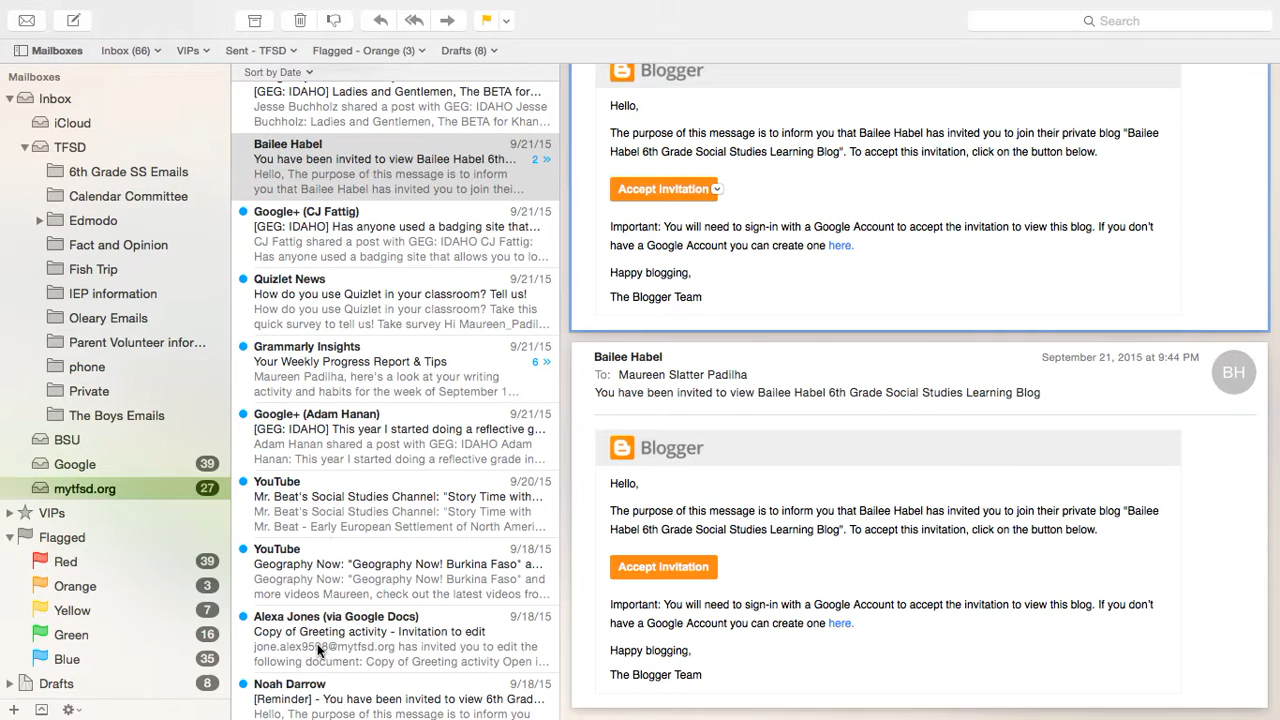 Search
Mailboxes Inbox (66) VIPs Sent - TFSD Flagged - Orange (3) Drafts (8)
Mailboxes
Inbox
iCloud
TFSD
6th Grade SS Emails
Calendar Committee
Edmodo
Fact and Opinion
Fish Trip
IEP information
Oleary Emails
Parent Volunteer infor...
phone
Private
The Boys Emails
BSU
Google 39
mytfsd.org 27
VIPs
Flagged
Red 39
Orange 3
Yellow 7
Green 16
Blue 35
Drafts 8
Sort by Date
[GEG: IDAHO] Ladies and Gentlemen, The BETA for...
Jesse Buchholz shared a post with GEG: IDAHO Jesse
Buchholz: Ladies and Gentlemen, The BETA for Khan...
Bailee Habel 9/21/15
You have been invited to view Bailee Habel 6th... 2 »
Hello, The purpose of this message is to inform
you that Bailee Habel has invited you to join thei...
Google+ (CJ Fattig) 9/21/15
[GEG: IDAHO] Has anyone used a badging site that...
CJ Fattig shared a post with GEG: IDAHO CJ Fattig:
Has anyone used a badging site that allows you to lo...
Quizlet News 9/21/15
How do you use Quizlet in your classroom? Tell us!
How do you use Quizlet in your classroom? Take this
quick survey to tell us! Take survey Hi Maureen_Padil...
Grammarly Insights 9/21/15
Your Weekly Progress Report & Tips 6 »
Maureen Padilha, here's a look at your writing
activity and habits for the week of September 1...
Google+ (Adam Hanan) 9/21/15
[GEG: IDAHO] This year I started doing a reflective g...
Adam Hanan shared a post with GEG: IDAHO Adam
Hanan: This year I started doing a reflective grade in...
YouTube 9/20/15
Mr. Beat's Social Studies Channel: "Story Time with...
Mr. Beat's Social Studies Channel: "Story Time with
Mr. Beat - Early European Settlement of North Ameri...
YouTube 9/18/15
Geography Now: "Geography Now! Burkina Faso" a...
Geography Now: "Geography Now! Burkina Faso" and
more videos Maureen, check out the latest videos fro...
Alexa Jones (via Google Docs) 9/18/15
Copy of Greeting activity - Invitation to edit
has invited you to edit the
following document: Copy of Greeting activity Open i...
Noah Darrow 9/18/15
[Reminder] - You have been invited to view 6th Grad...
Hello, The purpose of this message is to inform you
Blogger
Hello,
The purpose of this message is to inform you that Bailee Habel has invited you to join their private blog "Bailee
Habel 6th Grade Social Studies Learning Blog". To accept this invitation, click on the button below.
Accept Invitation
Important: You will need to sign-in with a Google Account to accept the invitation to view this blog. If you don't
have a Google Account you can create one here.
Happy blogging,
The Blogger Team
Bailee Habel September 21, 2015 at 9:44 PM
BH
To: Maureen Slatter Padilha
You have been invited to view Bailee Habel 6th Grade Social Studies Learning Blog
Blogger
Hello,
The purpose of this message is to inform you that Bailee Habel has invited you to join their private blog "Bailee
Habel 6th Grade Social Studies Learning Blog". To accept this invitation, click on the button below.
Accept Invitation
Important: You will need to sign-in with a Google Account to accept the invitation to view this blog. If you don't
have a Google Account you can create one here.
Happy blogging,
The Blogger Team